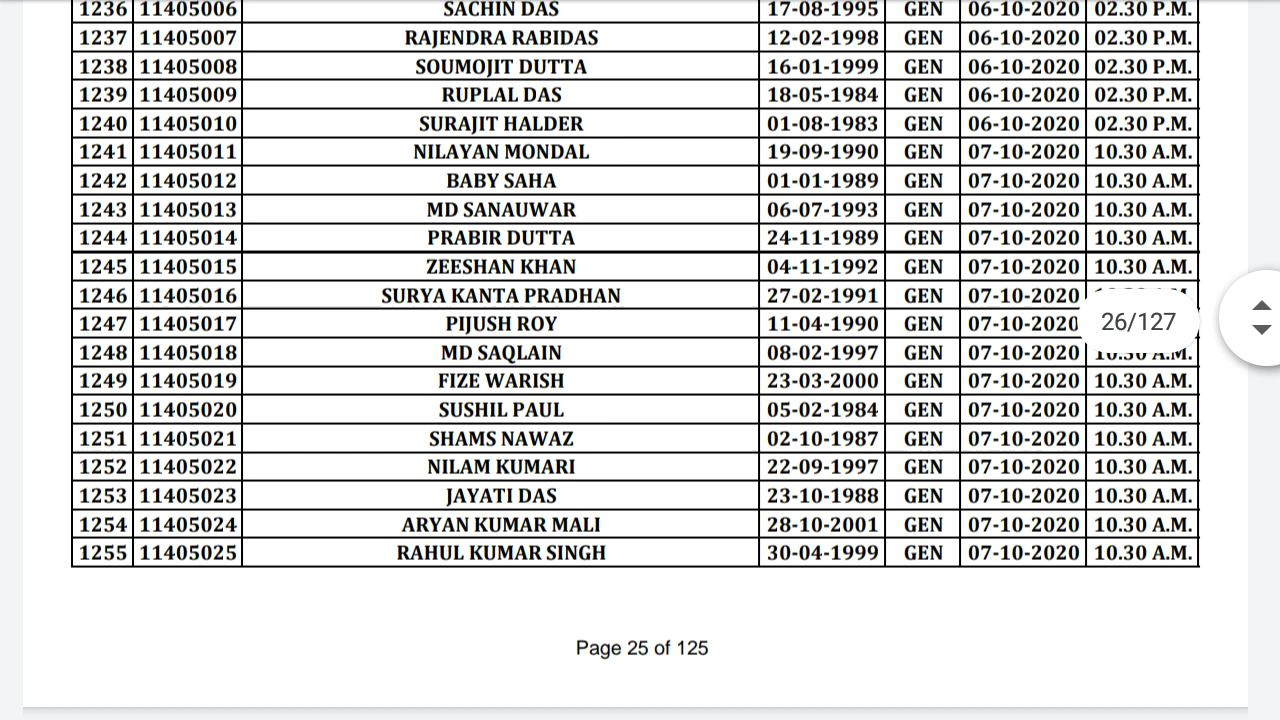 1236 11405006 SACHIN DAS 17-08-1995 GEN 06-10-2020 02.30 P.M.
1237 11405007 RAJENDRA RABIDAS 12-02-1998 GEN 06-10-2020 02.30 P.M.
1238 11405008 SOUMOJIT DUTTA 16-01-1999 GEN 06-10-2020 02.30 P.M.
1239 11405009 RUPLAL DAS 18-05-1984 GEN 06-10-2020 02.30 P.M.
1240 11405010 SURAJIT HALDER 01-08-1983 GEN 06-10-2020 02.30 P.M.
1241 11405011 NILAYAN MONDAL 19-09-1990 GEN 07-10-2020 10.30 A.M.
1242 11405012 BABY SAHA 01-01-1989 GEN 07-10-2020 10.30 A.M.
1243 11405013 MD SANAUWAR 06-07-1993 GEN 07-10-2020 10.30 A.M.
1244 11405014 PRABIR DUTTA 24-11-1989 GEN 07-10-2020 10.30 A.M.
1245 11405015 ZEESHAN KHAN 04-11-1992 GEN 07-10-2020 10.30 A.M.
1246 11405016 SURYA KANTA PRADHAN 27-02-1991 GEN 07-10-2020
1247 11405017 PIJUSH ROY 11-04-1990 GEN 07-10-2020
26/127
1248 11405018 MD SAQLAIN 08-02-1997 GEN 07-10-2020 10.30 A.M.
1249 11405019 FIZE WARISH 23-03-2000 GEN 07-10-2020 10.30 A.M.
1250 11405020 SUSHIL PAUL 05-02-1984 GEN 07-10-2020 10.30 A.M.
1251 11405021 SHAMS NAWAZ 02-10-1987 GEN 07-10-2020 10.30 A.M.
1252 11405022 NILAM KUMARI 22-09-1997 GEN 07-10-2020 10.30 A.M.
1253 11405023 JAYATI DAS 23-10-1988 GEN 07-10-2020 10.30 A.M.
1254 11405024 ARYAN KUMAR MALI 28-10-2001 GEN 07-10-2020 10.30 A.M.
1255 11405025 RAHUL KUMAR SINGH 30-04-1999 GEN 07-10-2020 10.30 A.M.
Page 25 of 125